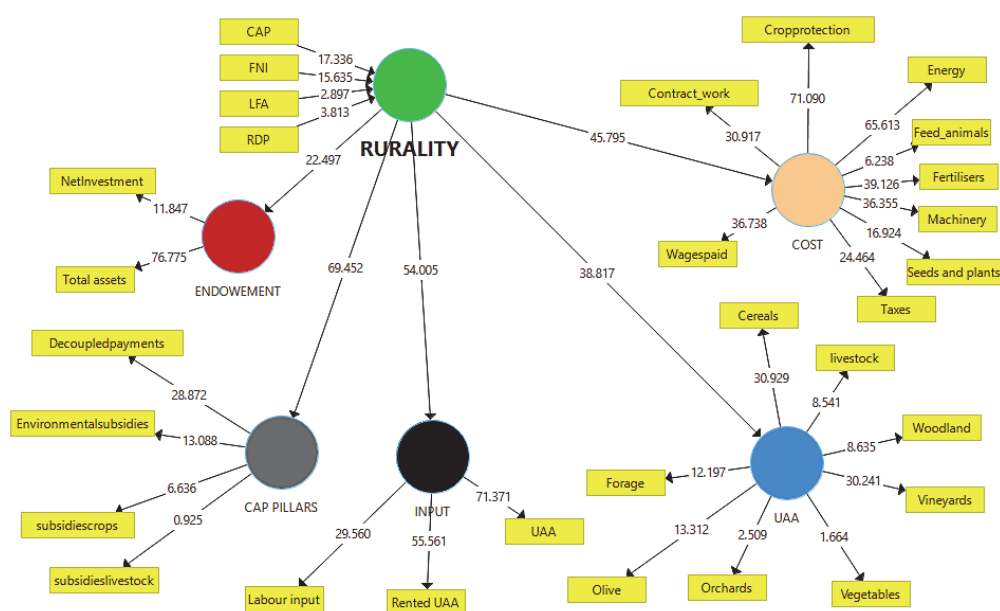 CAP
17.336
FNI
15.635
LFA
2.897
RDP
3.813
RURALITY
22.497
NetInvestment
11.847
76.775
Total assets
ENDOWEMENT
69.452
54.005
38.817
45.795
Cropprotection
71.090
Contract_work
30.917
Energy
65.613
Feed_animals
6.238
39.126
Fertilisers
36.355
Machinery
16.924
Seeds and plants
24.464
Taxes
36.738
Wagespaid
COST
Decoupledpayments
28.872
Environmentalsubsidies
13.088
6.636
subsidiescrops
0.925
subsidieslivestock
CAP PILLARS
INPUT
71.371
UAA
29.560
55.561
Labour input
Rented UAA
Cereals
30.929
livestock
8.541
Woodland
8.635
30.241
Vineyards
Forage
12.197
UAA
13.312
2.509
1.664
Olive
Orchards
Vegetables